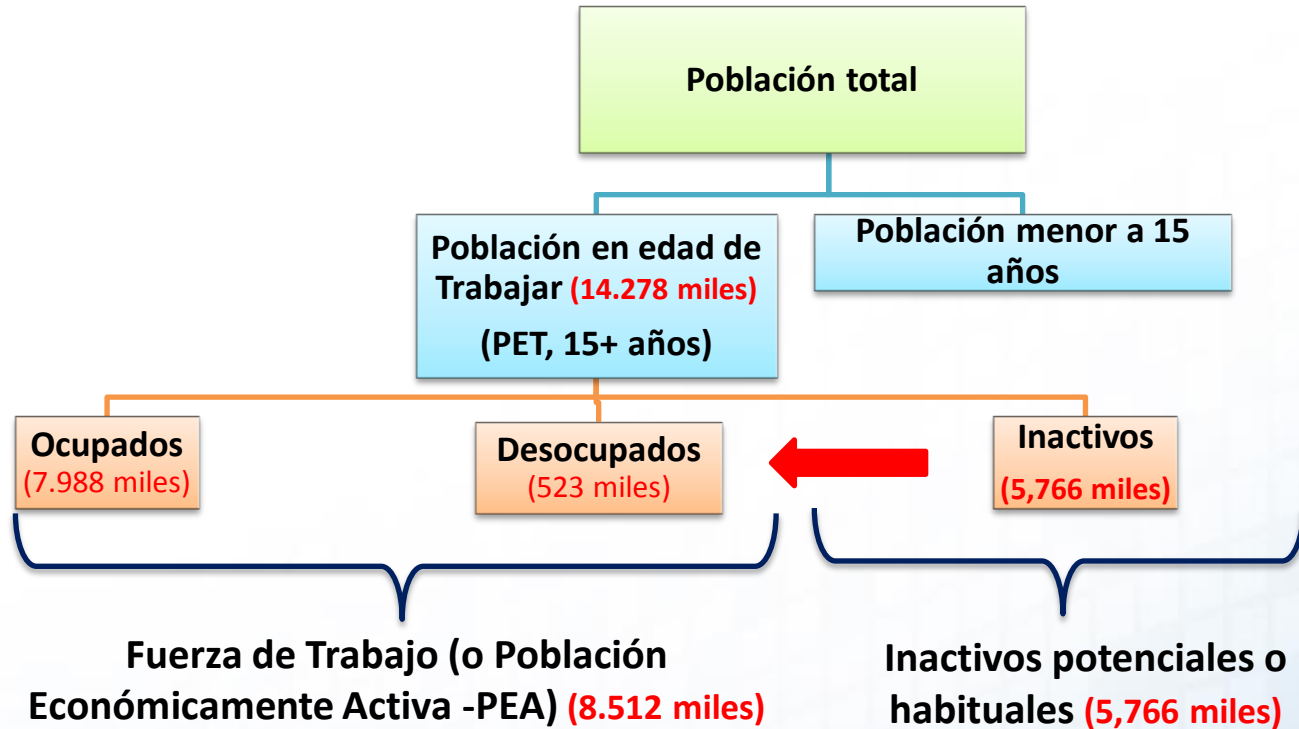 Población total
Población en edad de
Trabajar (14.278 miles)
(PET, 15+ años)
Población menor a 15
años
Ocupados
(7.988 miles)
Desocupados
(523 miles)
Inactivos
(5,766 miles)
Fuerza de Trabajo (o Población
Económicamente Activa -PEA) (8.512 miles)
Inactivos potenciales o
habituales (5,766 miles)